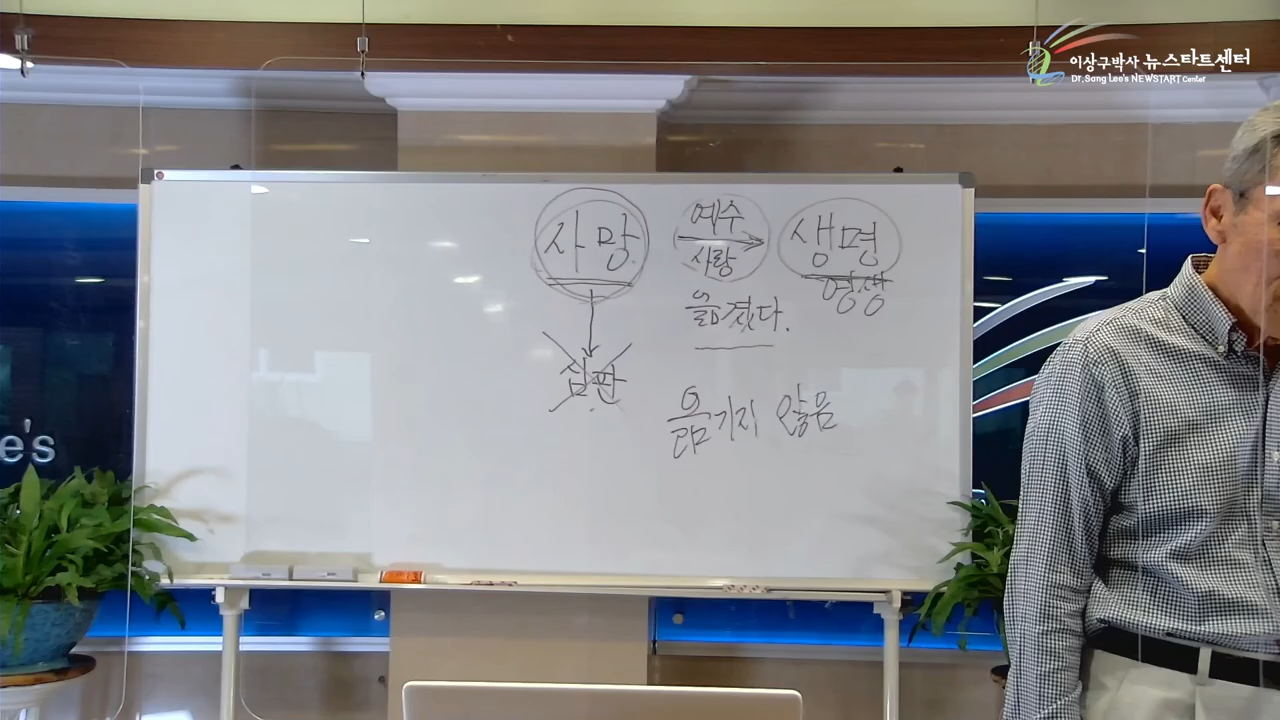 이상구박사 뉴스타트센터
Dr. Sang Lee's NEWSTART Center
사망
예수
사랑
생명
영생
옮겼다.
심판
옮기지 않음
e's